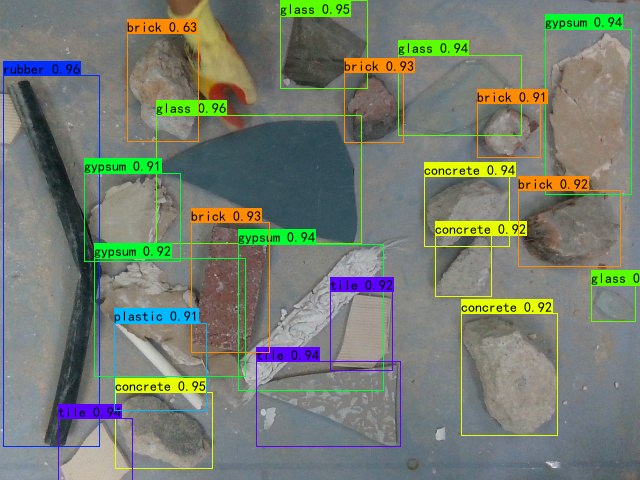 glass 0.95
brick 0.63
gypsum 0.94
glass 0.94
brick 0.93
rubber 0.96
brick 0.91
glass 0.96
gypsum 0.91
concrete 0.94
brick 0.92
brick 0.93
concrete 0.92
gypsum 0.94
gypsum 0.92
glass 0
tile 0.92
concrete 0.92
plastic 0.91
tile 0.94
concrete 0.95
tile 0.94